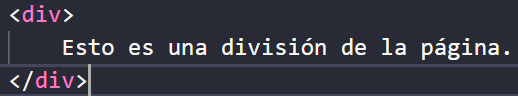 <div>
    Esto es una división de la página.
</div>